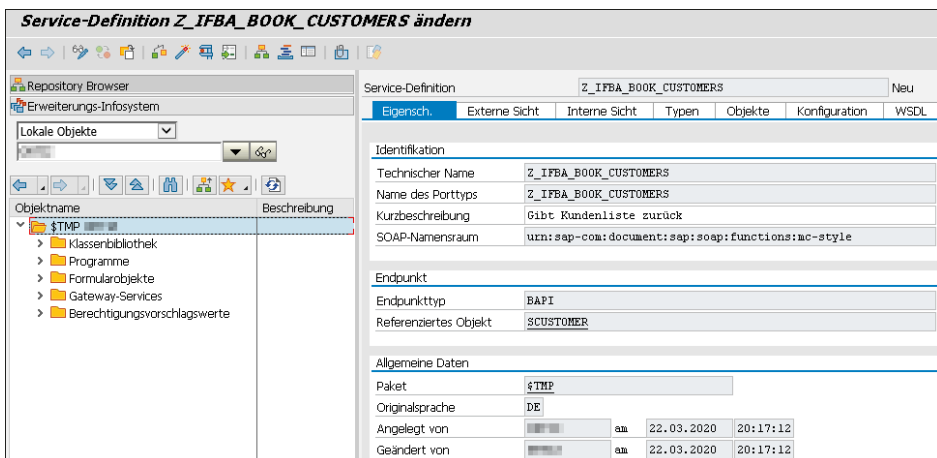 Service-Definition Z_IFBA_BOOK_CUSTOMERS ändern
Repository Browser
Erweiterungs-Infosystem
Lokale Objekte
Objektname Beschreibung
$TMP
Klassenbibliothek
Programme
Formularobjekte
Gateway-Services
Berechtigungsvorschlagswerte
Service-Definition Z_IFBA_BOOK_CUSTOMERS Neu
Eigensch. Externe Sicht Interne Sicht Typen Objekte Konfiguration WSDL
Identifikation
Technischer Name Z_IFBA_BOOK_CUSTOMERS
Name des Porttyps Z_IFBA_BOOK_CUSTOMERS
Kurzbeschreibung Gibt Kundenliste zurück
SOAP-Namensraum urn:sap-com:document:sap:soap:functions:mc-style
Endpunkt
Endpunkttyp BAPI
Referenziertes Objekt SCUSTOMER
Allgemeine Daten
Paket $TMP
Originalsprache DE
Angelegt von am 22.03.2020 20:17:12
Geändert von am 22.03.2020 20:17:12